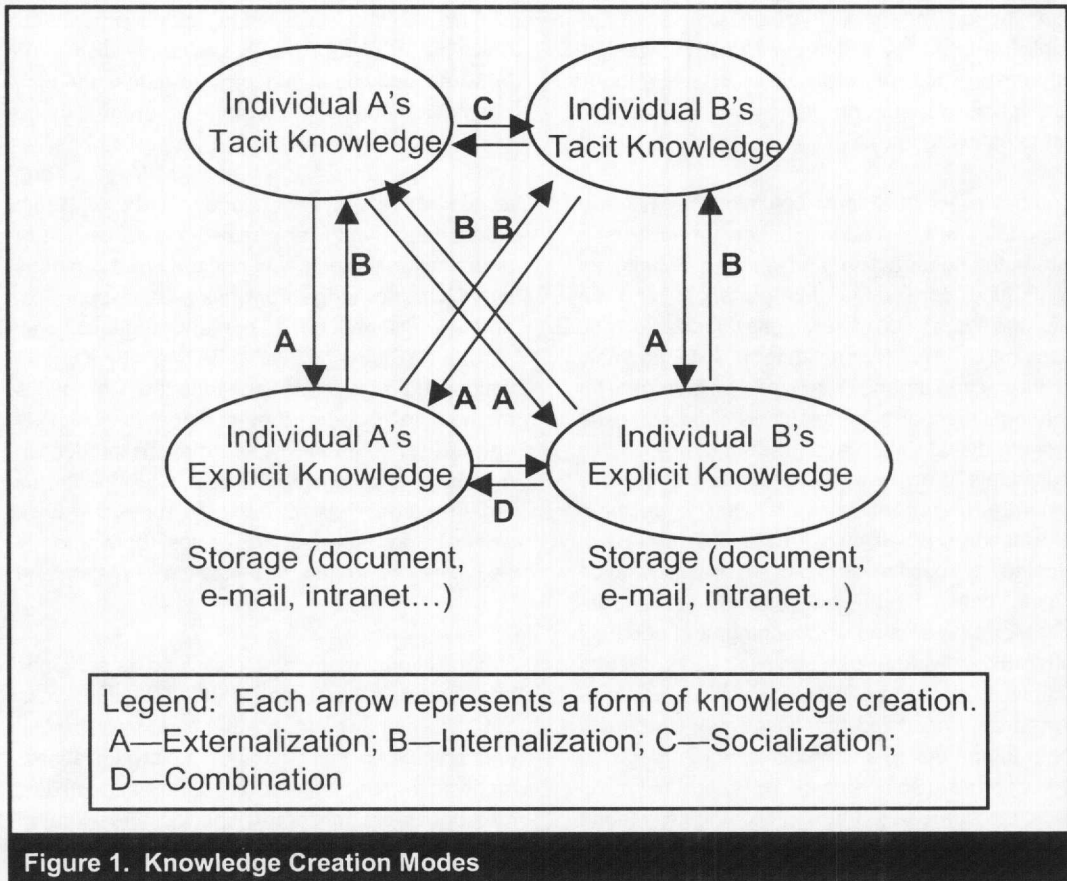 Individual A's
Tacit Knowledge
C
Individual B's
Tacit Knowledge
B
B B
B
A
A A
A
Individual A's
Explicit Knowledge
Individual B's
Explicit Knowledge
D
Storage (document,
e-mail, intranet...)
Storage (document,
e-mail, intranet...)
Legend: Each arrow represents a form of knowledge creation.
A—Externalization; B—Internalization; C—Socialization;
D—Combination
Figure 1. Knowledge Creation Modes